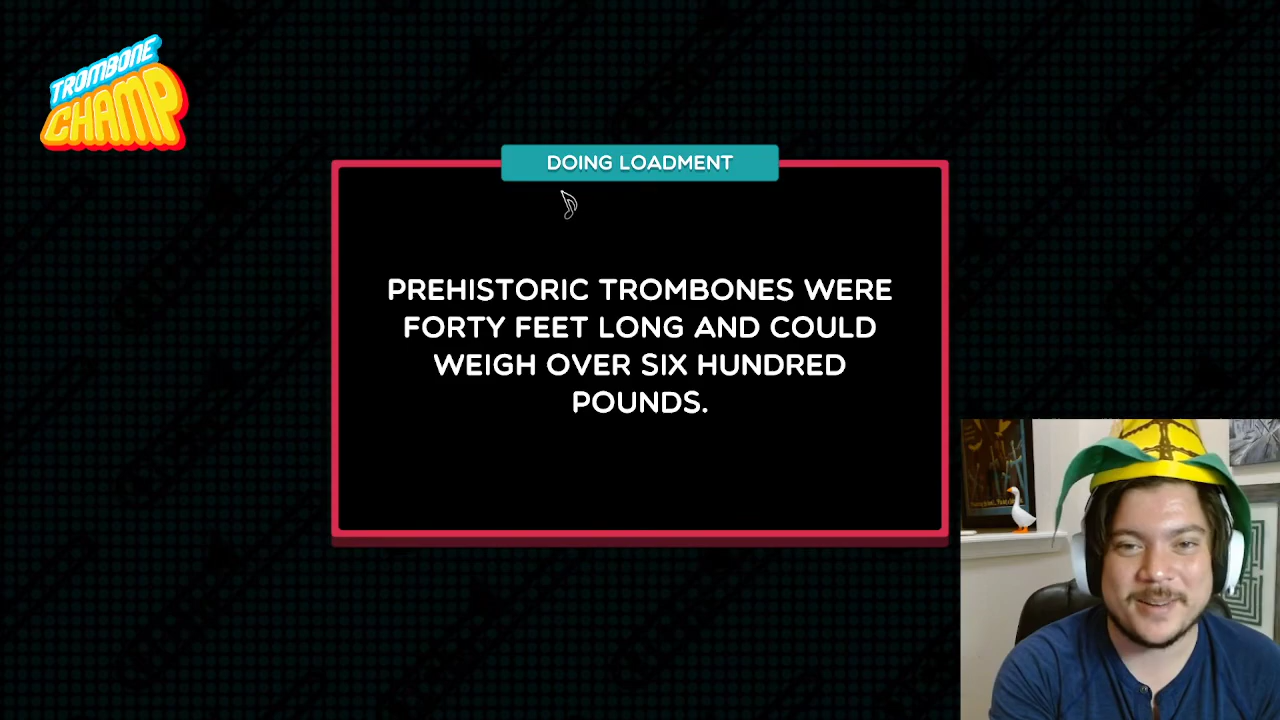 TROMBONE
CHAMP
DOING LOADMENT
PREHISTORIC TROMBONES WERE
FORTY FEET LONG AND COULD
WEIGH OVER SIX HUNDRED
POUNDS.